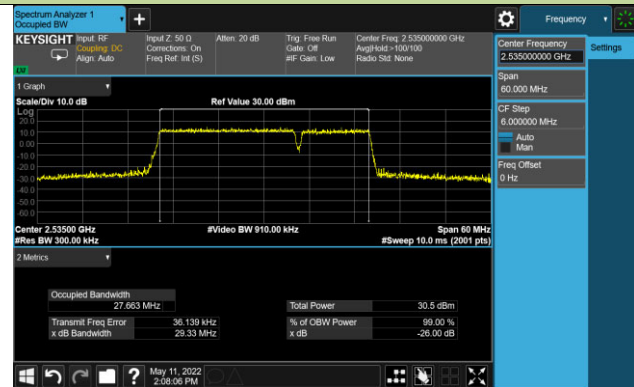 Spectrum Analyzer 1
Occupied BW
+
Frequency
KEYSIGHT
Input: RF
Coupling: DC
Align: Auto
Input Z: 50 Ω
Corrections: On
Freq Ref: Int (S)
Atten: 20 dB
Trig: Free Run
Gate: Off
#IF Gain: Low
Center Freq: 2.535000000 GHz
Avg|Hold:>100/100
Radio Std: None
LXI
Center Frequency
2.535000000 GHz
Settings
Span
60.000 MHz
CF Step
6.000000 MHz
Auto
Man
Freq Offset
0 Hz
1 Graph
Scale/Div 10.0 dB
Ref Value 30.00 dBm
Log
20.0
10.0
0.00
-10.0
-20.0
-30.0
-40.0
-50.0
-60.0
Center 2.53500 GHz
#Video BW 910.00 kHz
Span 60 MHz
#Res BW 300.00 kHz
#Sweep 10.0 ms (2001 pts)
2 Metrics
Occupied Bandwidth
27.663 MHz
Total Power
30.5 dBm
Transmit Freq Error
36.139 kHz
% of OBW Power
99.00 %
x dB Bandwidth
29.33 MHz
x dB
-26.00 dB
?
May 11, 2022
2:08:06 PM